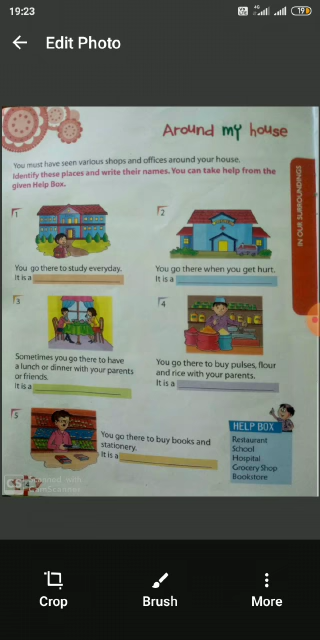 19:23
4G
19
Edit Photo
Around my house
You must have seen various shops and offices around your house.
Identify these places and write their names. You can take help from the
given Help Box.
IN OUR SURROUNDINGS
1
You go there to study everyday.
It is a
2
You go there when you get hurt.
It is a
3
Sometimes you go there to have
a lunch or dinner with your parents
or friends.
It is a
4
You go there to buy pulses, flour
and rice with your parents.
It is a
5
You go there to buy books and
stationery.
It is a
HELP BOX
Restaurant
School
Hospital
Grocery Shop
Bookstore
CS
CamScanner
Crop
Brush
More